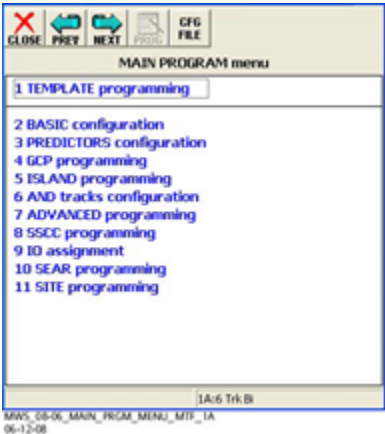 CLOSE PREV NEXT PROG CFG FILE
MAIN PROGRAM menu
1 TEMPLATE programming
2 BASIC configuration
3 PREDICTORS configuration
4 GCP programming
5 ISLAND programming
6 AND tracks configuration
7 ADVANCED programming
8 SSCC programming
9 IO assignment
10 SEAR programming
11 SITE programming
1A:6 Trk Bi
MWS_08-06_MAIN_PRGM_MENU_MTF_1A
06-12-08